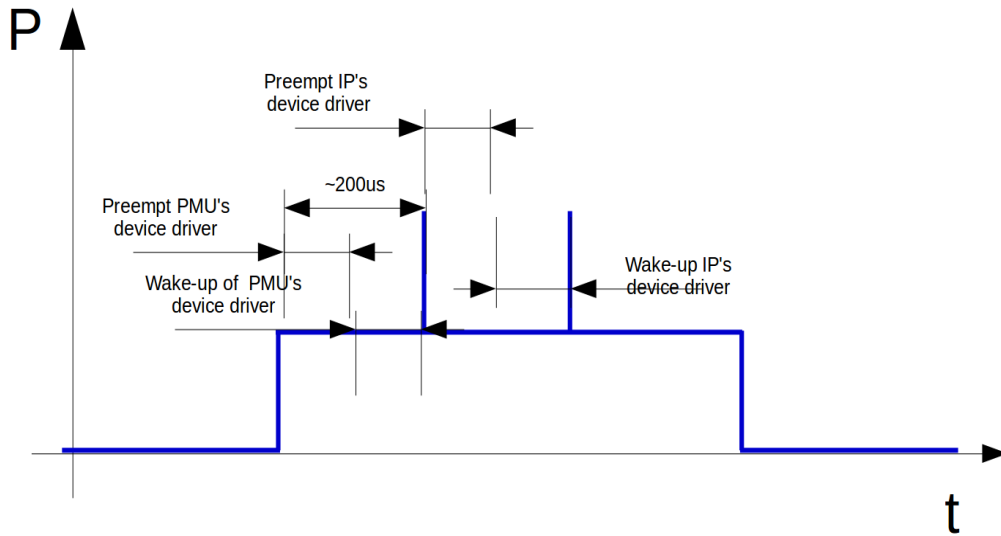 P
Preempt IP's
device driver
~200us
Preempt PMU's
device driver
Wake-up of PMU's
device driver
Wake-up IP's
device driver
t